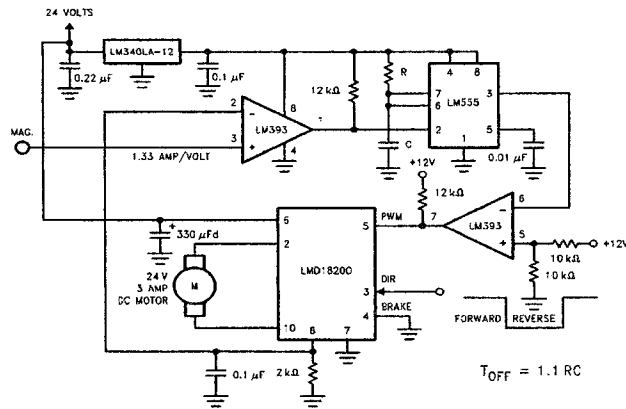 24 VOLTS
LM340LA-12
0.22 µF
0.1 µF
12 kΩ
R
4 8
7
6
LM555
3
2
1
5
C
0.01 µF
2
8
LM393
3
4
MAG.
1.33 AMP/VOLT
+12V
12 kΩ
PWM
7
LM393
6
5
10 kΩ
+12V
10 kΩ
330 µFd
6
2
5
LMD18200
24 V
3 AMP
DC MOTOR
M
DIR
3
BRAKE
4
10
8
7
FORWARD
REVERSE
0.1 µF
2 kΩ
TOFF = 1.1 RC